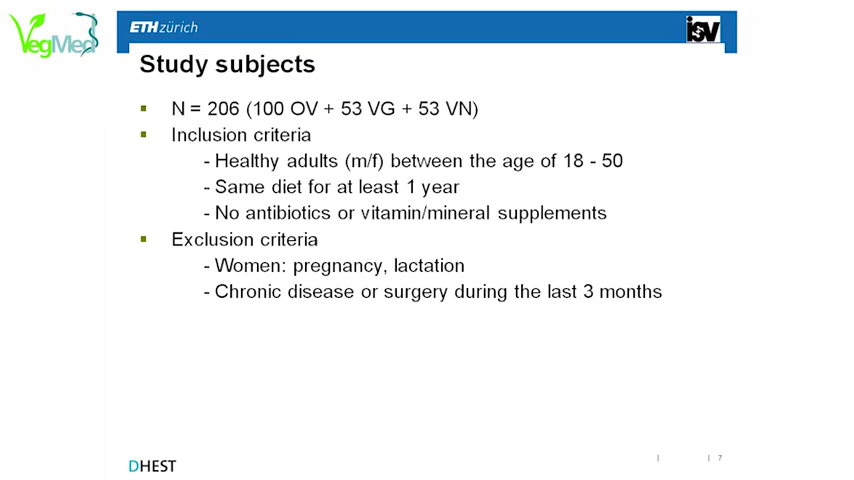 VegMed
ETH zürich
isv
Study subjects
▪ N = 206 (100 OV + 53 VG + 53 VN)
▪ Inclusion criteria
- Healthy adults (m/f) between the age of 18 - 50
- Same diet for at least 1 year
- No antibiotics or vitamin/mineral supplements
▪ Exclusion criteria
- Women: pregnancy, lactation
- Chronic disease or surgery during the last 3 months
DHEST
| | 7